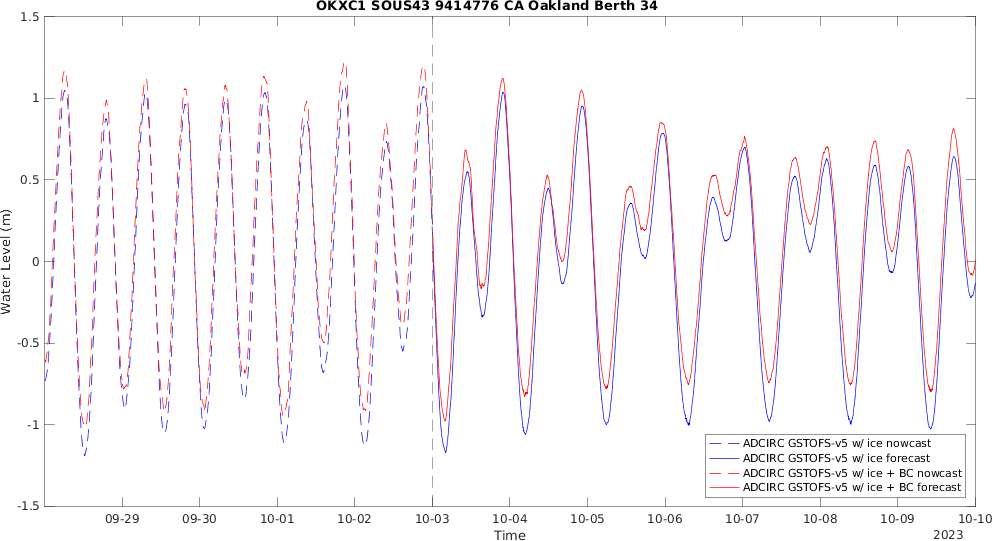 OKXC1 SOUS43 9414776 CA Oakland Berth 34
1.5
1
0.5
0
-0.5
-1
-1.5
Water Level (m)
ADCIRC GSTOFS-v5 w/ ice nowcast
ADCIRC GSTOFS-v5 w/ ice forecast
ADCIRC GSTOFS-v5 w/ ice + BC nowcast
ADCIRC GSTOFS-v5 w/ ice + BC forecast
09-29 09-30 10-01 10-02 10-03 10-04 10-05 10-06 10-07 10-08 10-09 10-10
Time
2023